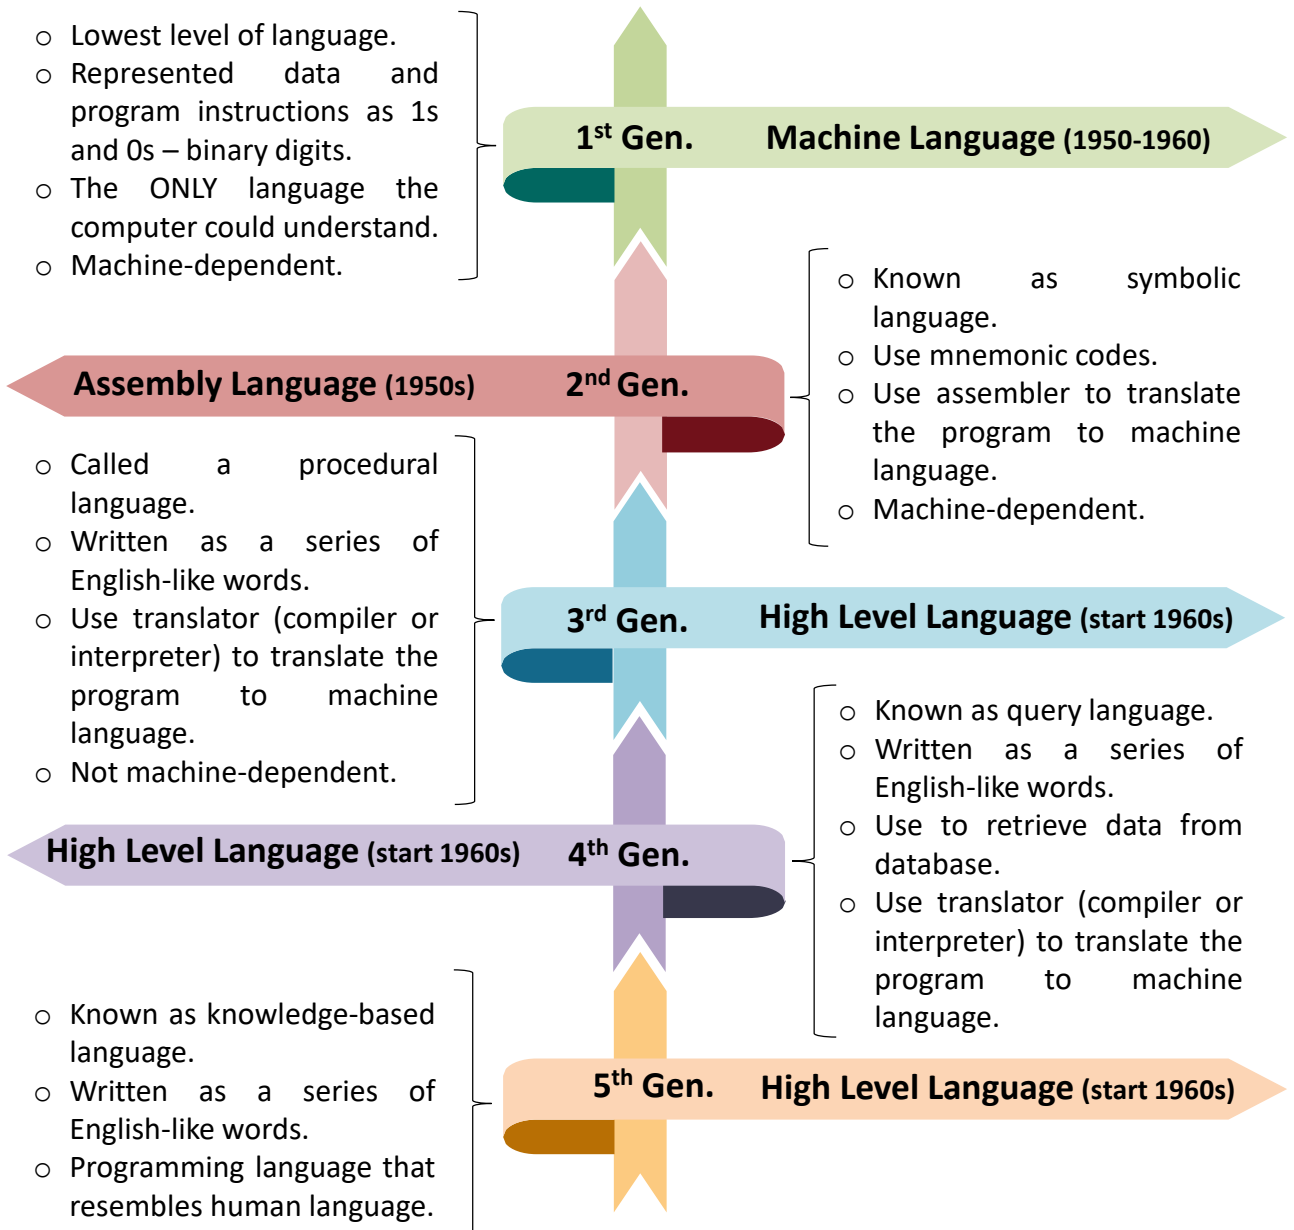 ○ Lowest level of language.
○ Represented data and
program instructions as 1s
and 0s – binary digits.
○ The ONLY language the
computer could understand.
○ Machine-dependent.
1st Gen. Machine Language (1950-1960)
Assembly Language (1950s) 2nd Gen.
○ Known as symbolic
language.
○ Use mnemonic codes.
○ Use assembler to translate
the program to machine
language.
○ Machine-dependent.
○ Called a procedural
language.
○ Written as a series of
English-like words.
○ Use translator (compiler or
interpreter) to translate the
program to machine
language.
○ Not machine-dependent.
3rd Gen. High Level Language (start 1960s)
High Level Language (start 1960s) 4th Gen.
○ Known as query language.
○ Written as a series of
English-like words.
○ Use to retrieve data from
database.
○ Use translator (compiler or
interpreter) to translate the
program to machine
language.
○ Known as knowledge-based
language.
○ Written as a series of
English-like words.
○ Programming language that
resembles human language.
5th Gen. High Level Language (start 1960s)